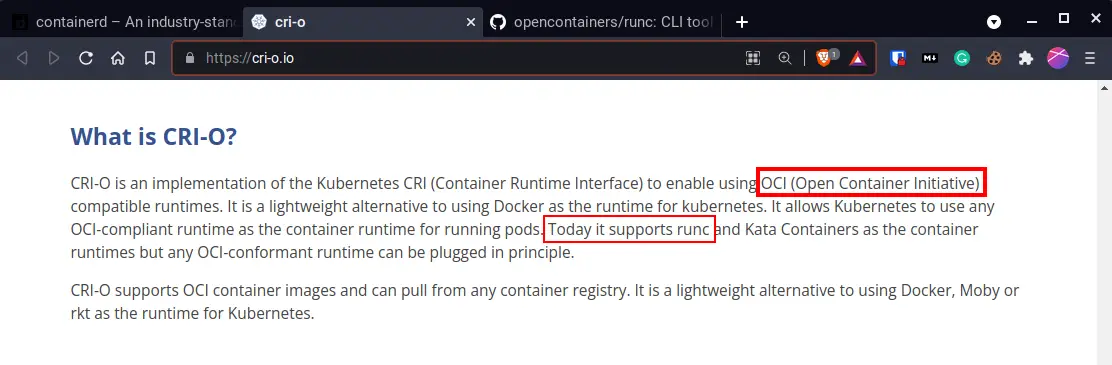 containerd – An industry-stan
cri-o
opencontainers/runc: CLI tool
https://cri-o.io
1
M
G
What is CRI-O?
CRI-O is an implementation of the Kubernetes CRI (Container Runtime Interface) to enable using OCI (Open Container Initiative)
compatible runtimes. It is a lightweight alternative to using Docker as the runtime for kubernetes. It allows Kubernetes to use any
OCI-compliant runtime as the container runtime for running pods. Today it supports runc and Kata Containers as the container
runtimes but any OCI-conformant runtime can be plugged in principle.
CRI-O supports OCI container images and can pull from any container registry. It is a lightweight alternative to using Docker, Moby or
rkt as the runtime for Kubernetes.